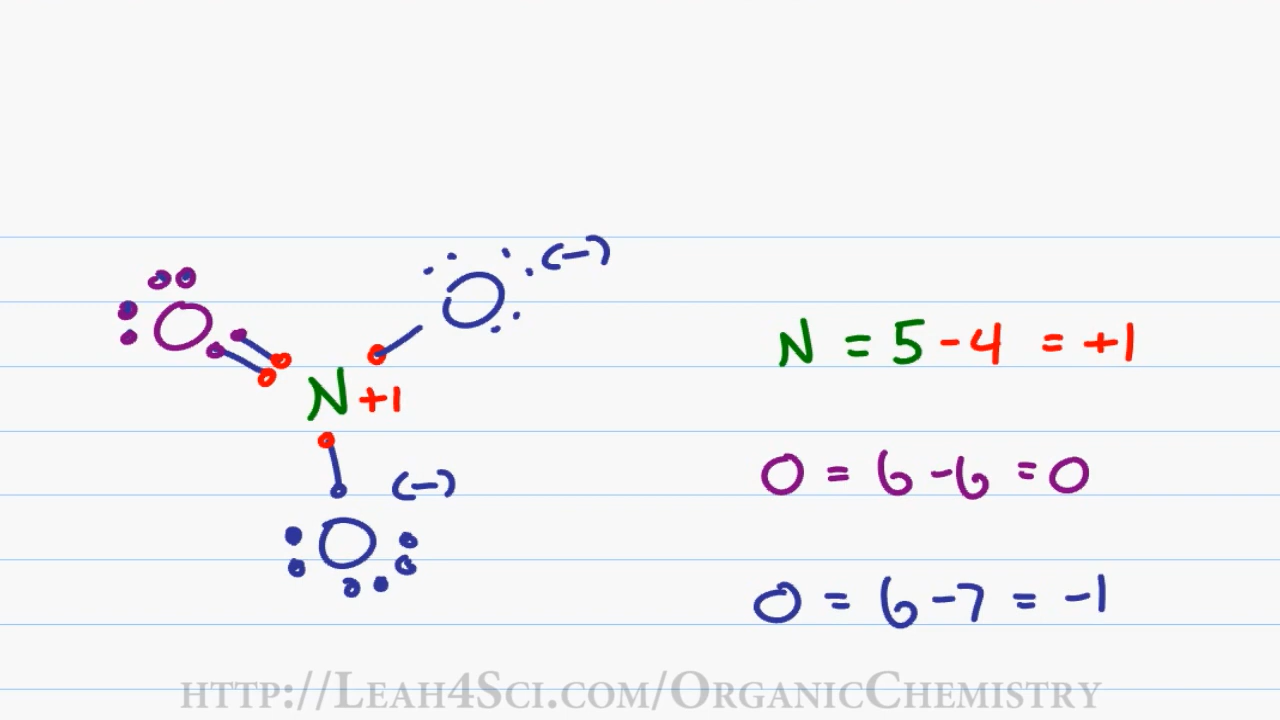 O (−)
O
N +1
(−)
O
N = 5 - 4 = +1
O = 6 - 6 = 0
O = 6 - 7 = -1
http://Leah4Sci.com/OrganicChemistry